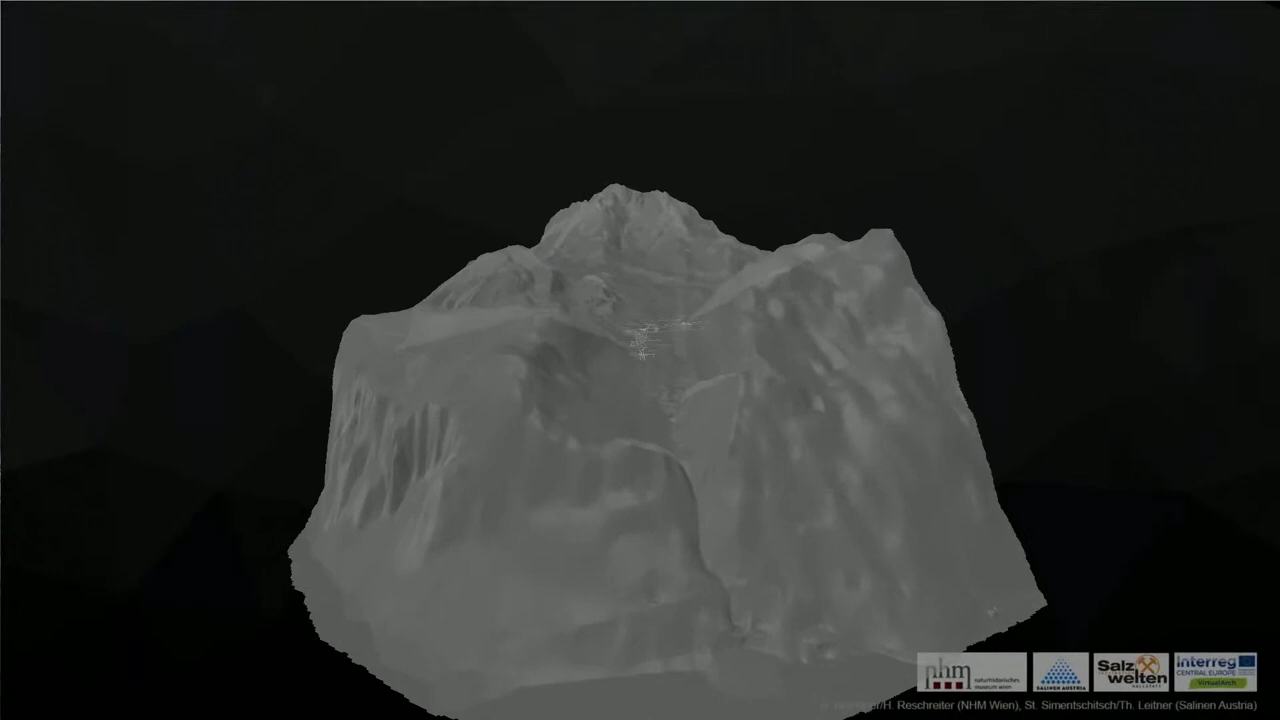 nhm
naturhistorisches
museum wien
SALINEN AUSTRIA
Salz
welten
HALLSTATT
Interreg
CENTRAL EUROPE
VirtualArch
/H. Reschreiter (NHM Wien), St. Simentschitsch/Th. Leitner (Salinen Austria)